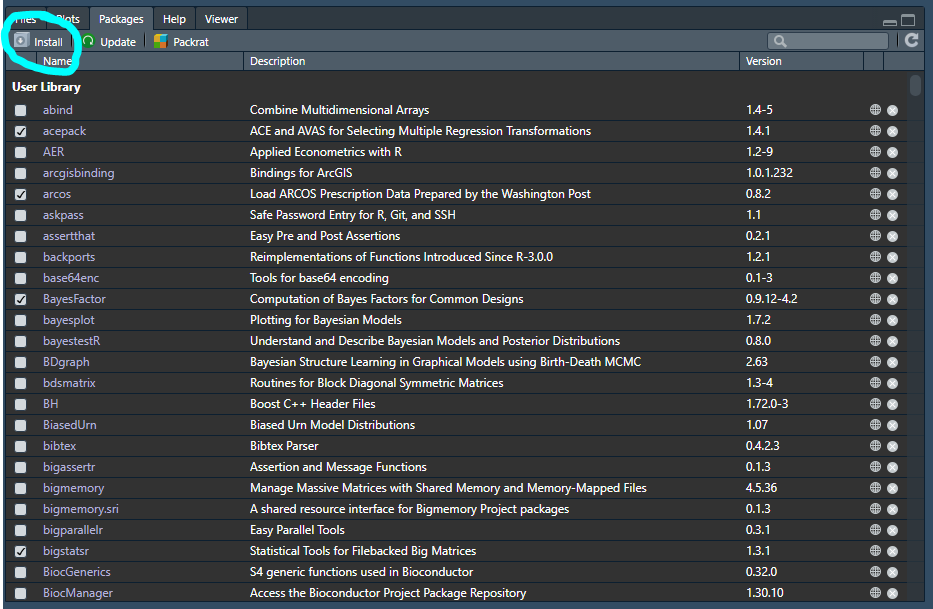 Files Plots Packages Help Viewer
Install Update Packrat
Name Description Version
User Library
abind Combine Multidimensional Arrays 1.4-5
acepack ACE and AVAS for Selecting Multiple Regression Transformations 1.4.1
AER Applied Econometrics with R 1.2-9
arcgisbinding Bindings for ArcGIS 1.0.1.232
arcos Load ARCOS Prescription Data Prepared by the Washington Post 0.8.2
askpass Safe Password Entry for R, Git, and SSH 1.1
assertthat Easy Pre and Post Assertions 0.2.1
backports Reimplementations of Functions Introduced Since R-3.0.0 1.2.1
base64enc Tools for base64 encoding 0.1-3
BayesFactor Computation of Bayes Factors for Common Designs 0.9.12-4.2
bayesplot Plotting for Bayesian Models 1.7.2
bayestestR Understand and Describe Bayesian Models and Posterior Distributions 0.8.0
BDgraph Bayesian Structure Learning in Graphical Models using Birth-Death MCMC 2.63
bdsmatrix Routines for Block Diagonal Symmetric Matrices 1.3-4
BH Boost C++ Header Files 1.72.0-3
BiasedUrn Biased Urn Model Distributions 1.07
bibtex Bibtex Parser 0.4.2.3
bigassertr Assertion and Message Functions 0.1.3
bigmemory Manage Massive Matrices with Shared Memory and Memory-Mapped Files 4.5.36
bigmemory.sri A shared resource interface for Bigmemory Project packages 0.1.3
bigparallelr Easy Parallel Tools 0.3.1
bigstatsr Statistical Tools for Filebacked Big Matrices 1.3.1
BiocGenerics S4 generic functions used in Bioconductor 0.32.0
BiocManager Access the Bioconductor Project Package Repository 1.30.10